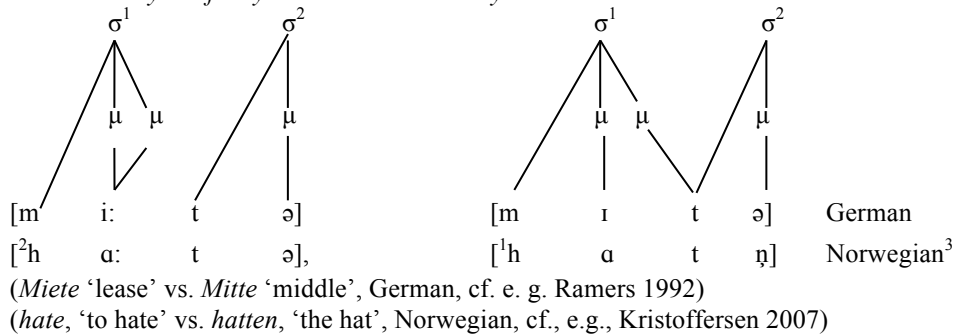 σ¹ σ² σ¹ σ²
μ μ μ μ μ μ
[m i: t ə] [m ɪ t ə] German
[²h ɑ: t ə], [¹h ɑ t n̩] Norwegian³
(Miete ‘lease’ vs. Mitte ‘middle’, German, cf. e. g. Ramers 1992)
(hate, ‘to hate’ vs. hatten, ‘the hat’, Norwegian, cf., e.g., Kristoffersen 2007)